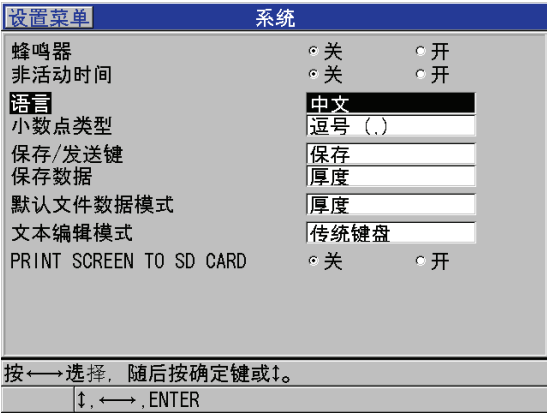 设置菜单 系统
蜂鸣器 关 开
非活动时间 关 开
语言 中文
小数点类型 逗号 (,)
保存/发送键 保存
保存数据 厚度
默认文件数据模式 厚度
文本编辑模式 传统键盘
PRINT SCREEN TO SD CARD 关 开
按←→选择, 随后按确定键或↕。
↕, ←→, ENTER